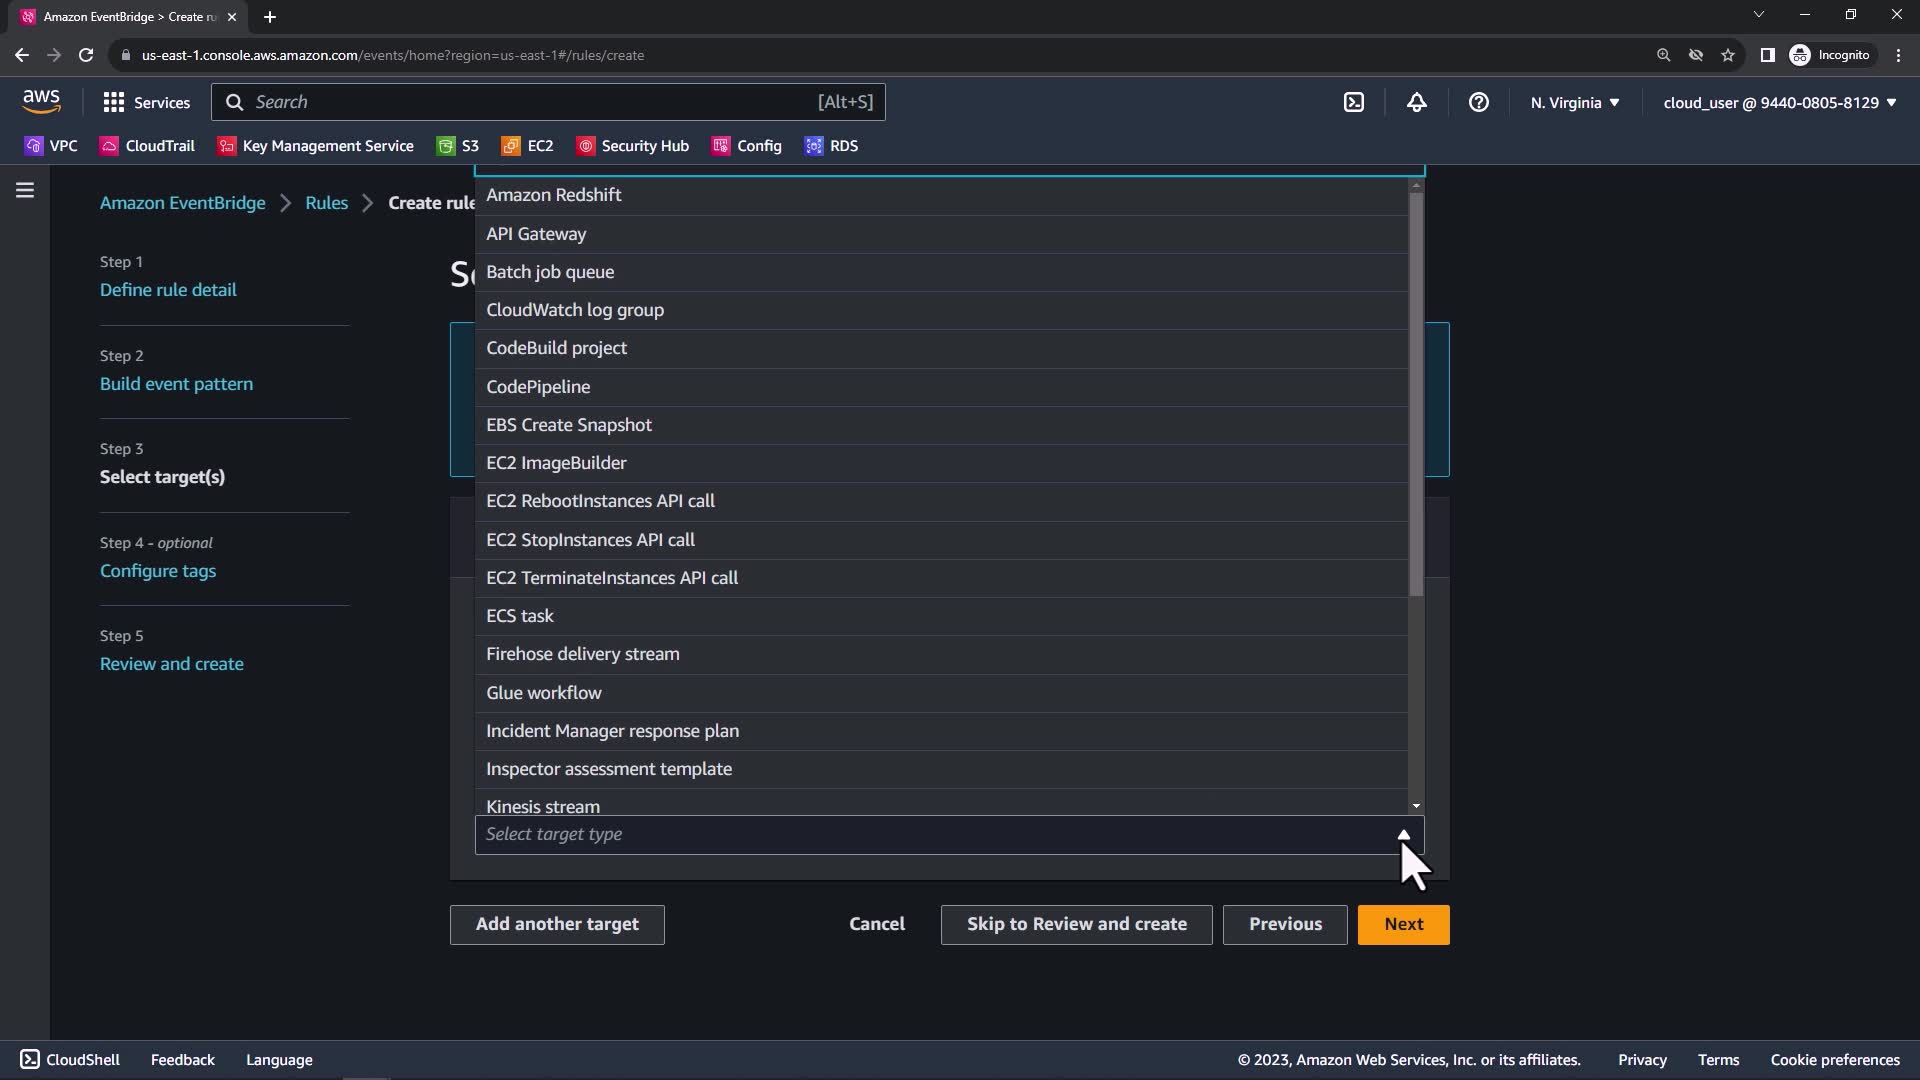 Amazon EventBridge > Create ru
us-east-1.console.aws.amazon.com/events/home?region=us-east-1#/rules/create
Incognito
aws
Services
Search
[Alt+S]
N. Virginia
cloud_user @ 9440-0805-8129
VPC
CloudTrail
Key Management Service
S3
EC2
Security Hub
Config
RDS
Amazon EventBridge
Rules
Create rule
Step 1
Define rule detail
Step 2
Build event pattern
Step 3
Select target(s)
Step 4 - optional
Configure tags
Step 5
Review and create
Se
Amazon Redshift
API Gateway
Batch job queue
CloudWatch log group
CodeBuild project
CodePipeline
EBS Create Snapshot
EC2 ImageBuilder
EC2 RebootInstances API call
EC2 StopInstances API call
EC2 TerminateInstances API call
ECS task
Firehose delivery stream
Glue workflow
Incident Manager response plan
Inspector assessment template
Kinesis stream
Select target type
Add another target
Cancel
Skip to Review and create
Previous
Next
CloudShell
Feedback
Language
© 2023, Amazon Web Services, Inc. or its affiliates.
Privacy
Terms
Cookie preferences